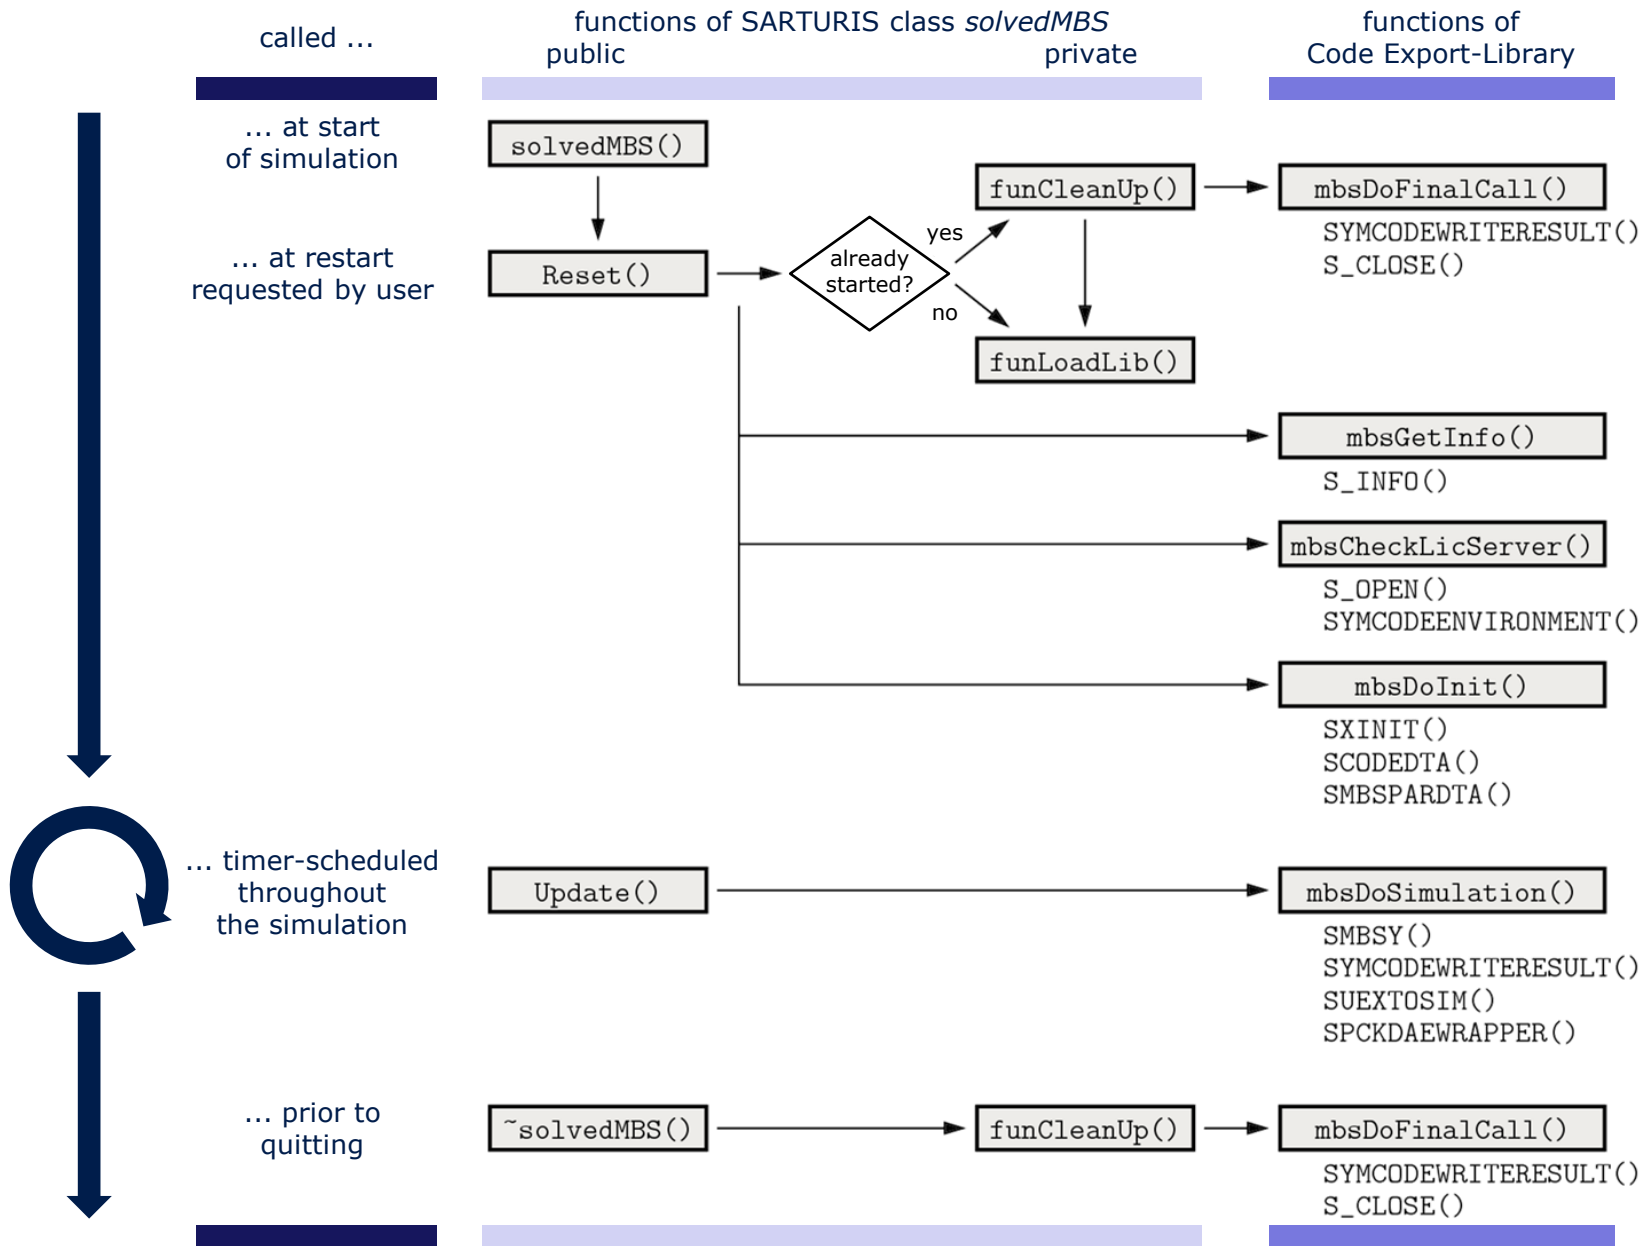 called ...
functions of SARTURIS class solvedMBS
public
private
functions of
Code Export-Library
... at start
of simulation
solvedMBS()
funCleanUp()
mbsDoFinalCall()
SYMCODEWRITERESULT()
S_CLOSE()
... at restart
requested by user
Reset()
already
started?
yes
no
funLoadLib()
mbsGetInfo()
S_INFO()
mbsCheckLicServer()
S_OPEN()
SYMCODEENVIRONMENT()
mbsDoInit()
SXINIT()
SCODEDTA()
SMBSPARDTA()
... timer-scheduled
throughout
the simulation
Update()
mbsDoSimulation()
SMBSY()
SYMCODEWRITERESULT()
SUEXTOSIM()
SPCKDAEWRAPPER()
... prior to
quitting
~solvedMBS()
funCleanUp()
mbsDoFinalCall()
SYMCODEWRITERESULT()
S_CLOSE()